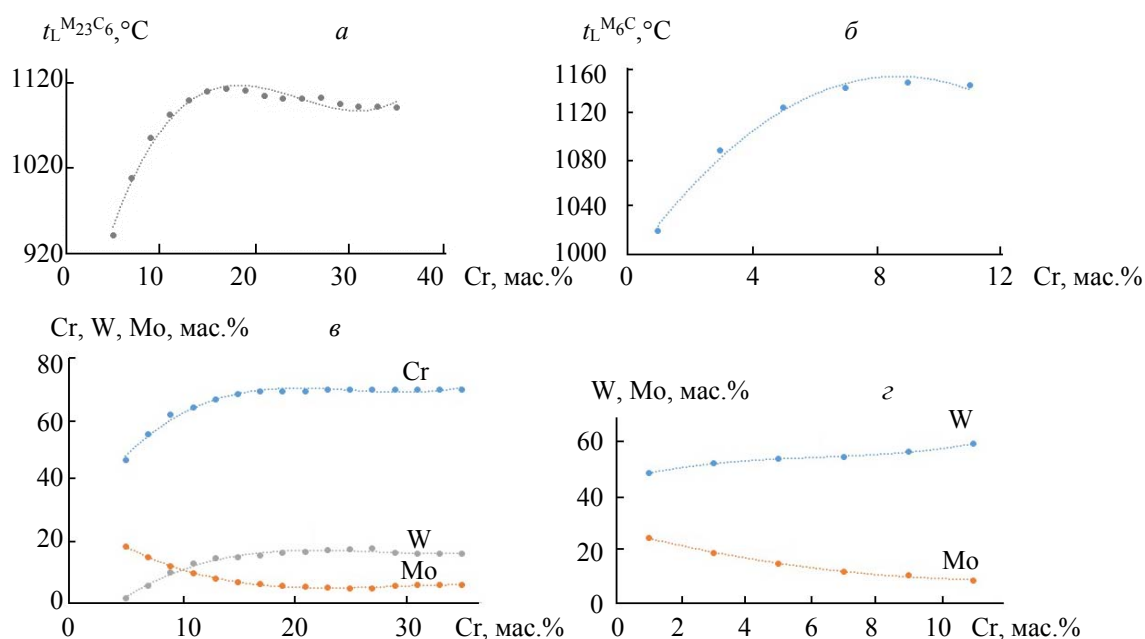 t_L^M23C6,°C а
1120
1020
920
0 10 20 30 40 Cr, мас.%
t_L^M6C,°C б
1160
1120
1080
1040
1000
0 4 8 12 Cr, мас.%
Cr, W, Mo, мас.% в
80
60
40
20
0
Cr
W
Mo
0 10 20 30 Cr, мас.%
W, Mo, мас.% г
60
40
20
0
W
Mo
0 2 4 6 8 10 Cr, мас.%